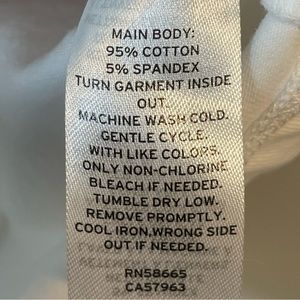 MAIN BODY:
95% COTTON
5% SPANDEX
TURN GARMENT INSIDE
OUT.
MACHINE WASH COLD.
GENTLE CYCLE.
WITH LIKE COLORS.
ONLY NON-CHLORINE
BLEACH IF NEEDED.
TUMBLE DRY LOW.
REMOVE PROMPTLY.
COOL IRON,WRONG SIDE
OUT IF NEEDED.
RN58665
CA57963